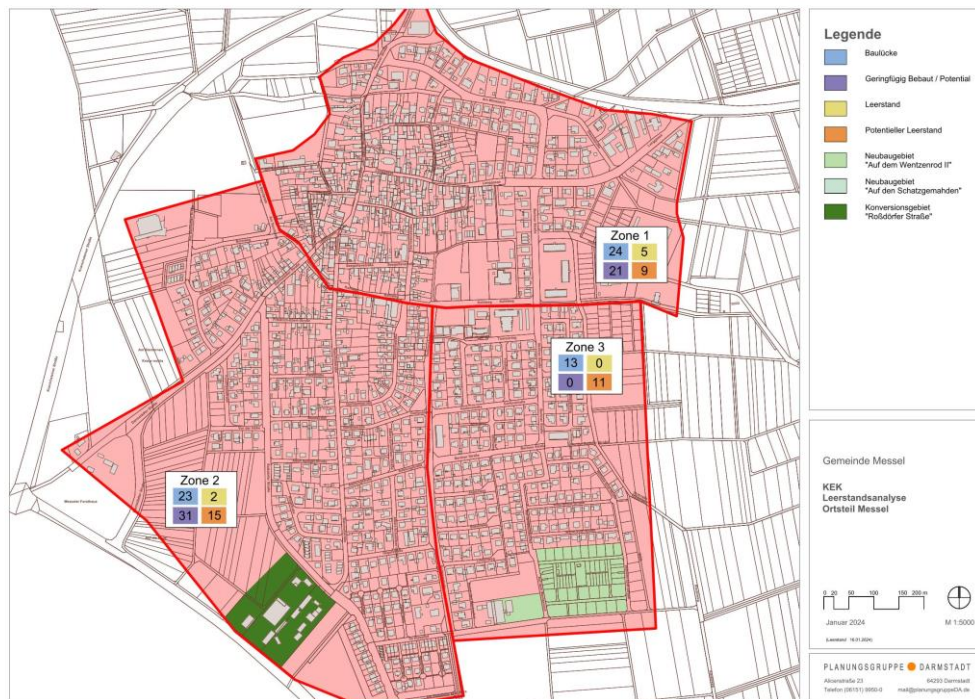 Zone 1
24 5
21 9
Zone 3
13 0
0 11
Zone 2
23 2
31 15
Legende
Baulücke
Geringfügig Bebaut / Potential
Leerstand
Potentieller Leerstand
Neubaugebiet
"Auf dem Wentzenrod II"
Neubaugebiet
"Auf den Schatzgemahden"
Konversionsgebiet
"Roßdörfer Straße"
Gemeinde Messel
KEK
Leerstandsanalyse
Ortsteil Messel
0 20 50 100 150 200 m
Januar 2024
M 1:5000
PLANUNGSGRUPPE DARMSTADT
Alicenstraße 23
64293 Darmstadt
mail@planungsgruppeDA.de